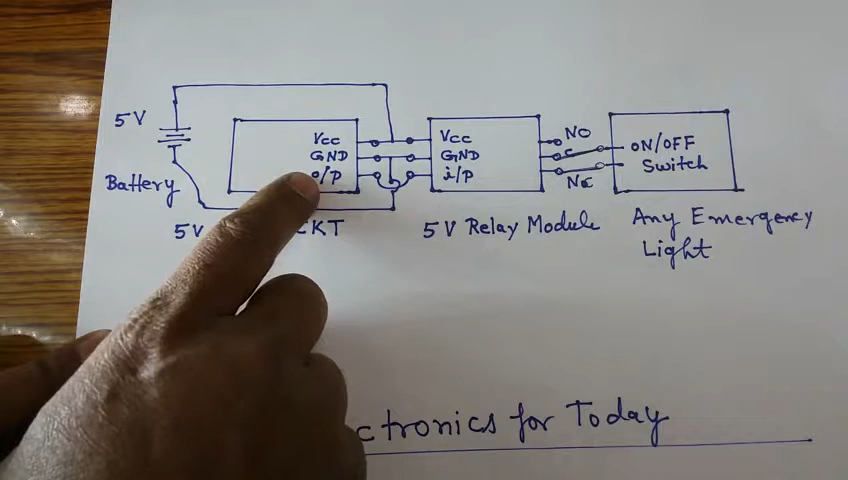 5V
Battery
Vcc
GND
o/p
5V
CKT
Vcc
GND
i/p
5V Relay Module
NO
C
NC
ON/OFF
Switch
Any Emergency
Light
ctronics for Today